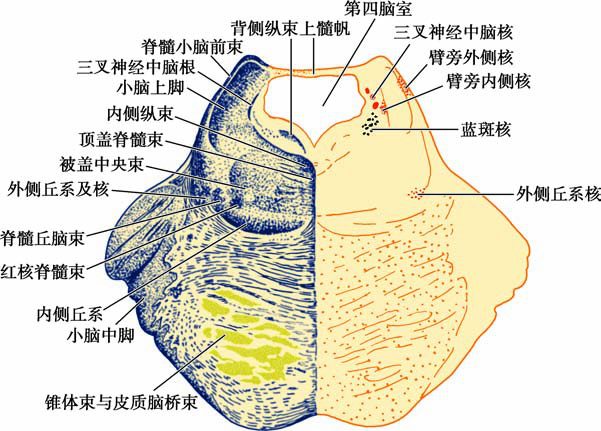 第四脑室
背侧纵束 上髓帆
脊髓小脑前束
三叉神经中脑根
小脑上脚
内侧纵束
顶盖脊髓束
被盖中央束
外侧丘系及核
脊髓丘脑束
红核脊髓束
内侧丘系
小脑中脚
锥体束与皮质脑桥束
三叉神经中脑核
臂旁外侧核
臂旁内侧核
蓝斑核
外侧丘系核